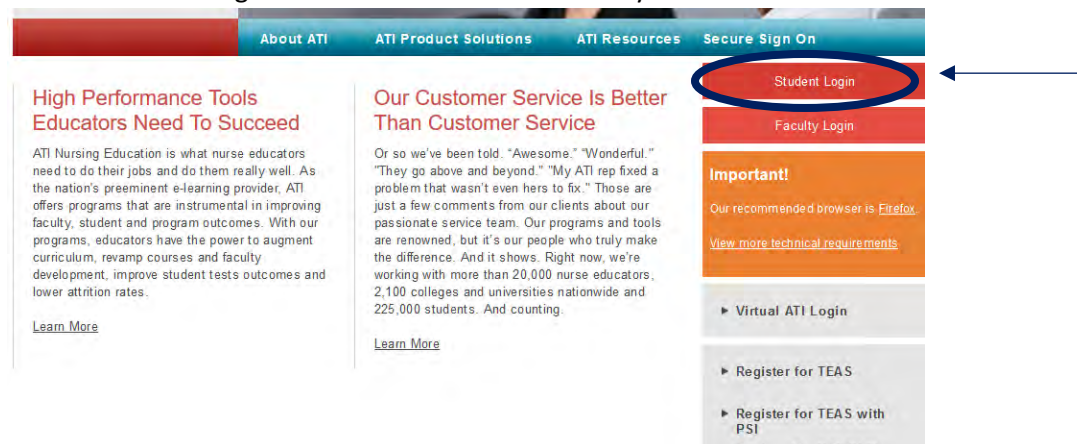 About ATI
ATI Product Solutions
ATI Resources
Secure Sign On
High Performance Tools
Educators Need To Succeed
ATI Nursing Education is what nurse educators
need to do their jobs and do them really well. As
the nation's preeminent e-learning provider, ATI
offers programs that are instrumental in improving
faculty, student and program outcomes. With our
programs, educators have the power to augment
curriculum, revamp courses and faculty
development, improve student tests outcomes and
lower attrition rates.
Learn More
Our Customer Service Is Better
Than Customer Service
Or so we've been told. “Awesome.” “Wonderful.”
"They go above and beyond." "My ATI rep fixed a
problem that wasn't even hers to fix." Those are
just a few comments from our clients about our
passionate service team. Our programs and tools
are renowned, but it's our people who truly make
the difference. And it shows. Right now, we're
working with more than 20,000 nurse educators,
2,100 colleges and universities nationwide and
225,000 students. And counting.
Learn More
Student Login
Faculty Login
Important!
Our recommended browser is Firefox.
View more technical requirements
Virtual ATI Login
Register for TEAS
Register for TEAS with
PSI